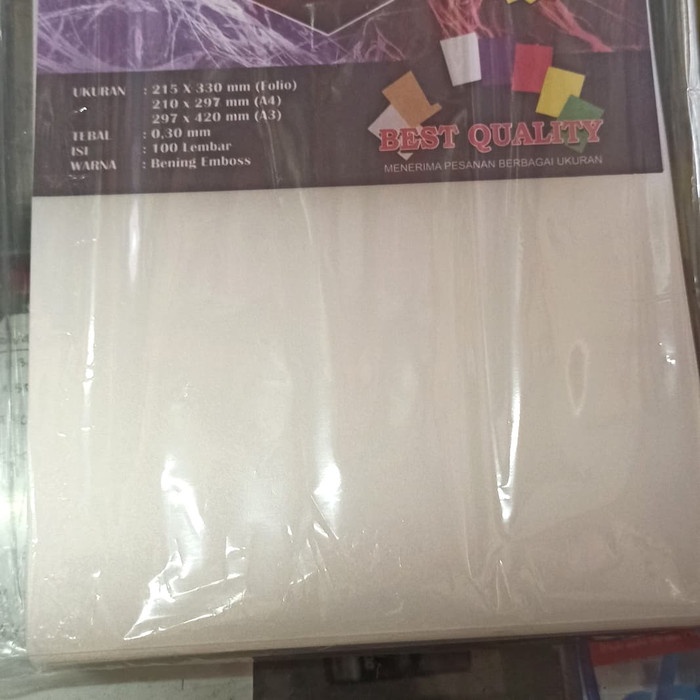 UKURAN : 215 X 330 mm (Folio)
210 x 297 mm (A4)
297 x 420 mm (A3)
TEBAL : 0,30 mm
ISI : 100 Lembar
WARNA : Bening Emboss
BEST QUALITY
MENERIMA PESANAN BERBAGAI UKURAN